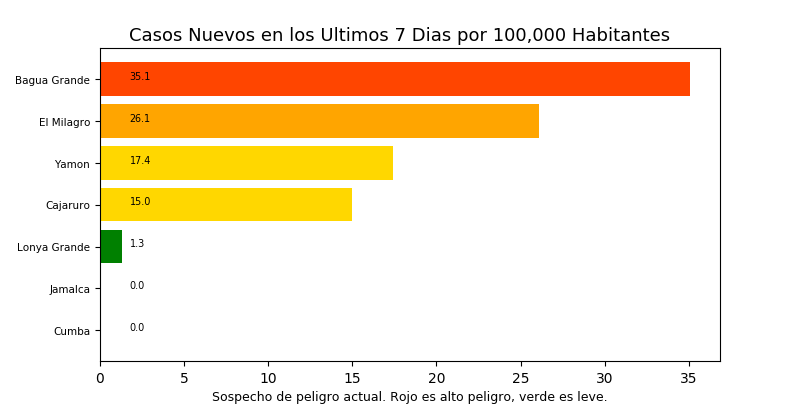 Casos Nuevos en los Ultimos 7 Dias por 100,000 Habitantes
Bagua Grande 35.1
El Milagro 26.1
Yamon 17.4
Cajaruro 15.0
Lonya Grande 1.3
Jamalca 0.0
Cumba 0.0
0 5 10 15 20 25 30 35
Sospecho de peligro actual. Rojo es alto peligro, verde es leve.